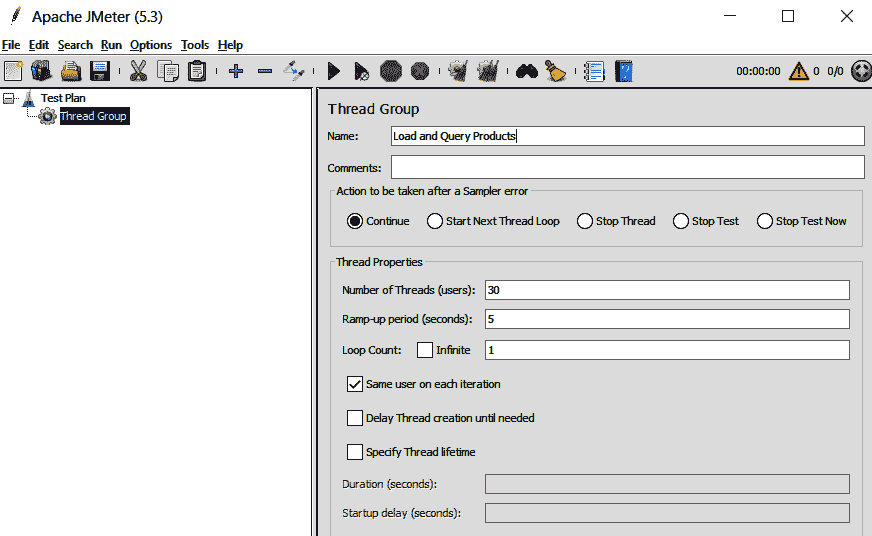 Apache JMeter (5.3)
File Edit Search Run Options Tools Help
00:00:00 0 0/0
Test Plan
Thread Group
Thread Group
Name: Load and Query Products
Comments:
Action to be taken after a Sampler error
Continue Start Next Thread Loop Stop Thread Stop Test Stop Test Now
Thread Properties
Number of Threads (users): 30
Ramp-up period (seconds): 5
Loop Count: Infinite 1
Same user on each iteration
Delay Thread creation until needed
Specify Thread lifetime
Duration (seconds):
Startup delay (seconds):